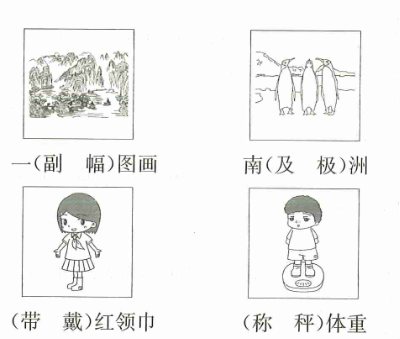 一(副 幅)图画 南(及 极)洲
(带 戴)红领巾 (称 秤)体重